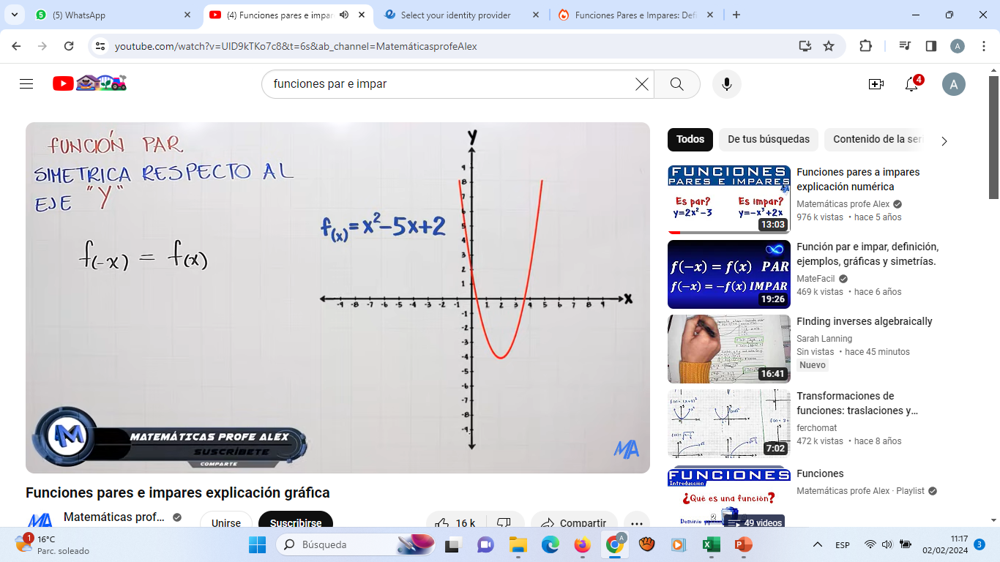 (5) WhatsApp
(4) Funciones pares e impar
Select your identity provider
Funciones Pares e Impares: Defi
youtube.com/watch?v=UID9kTKo7c8&t=6s&ab_channel=MatemáticasprofeAlex
A
funciones par e impar
4
A
FUNCIÓN PAR
SIMETRICA RESPECTO AL
EJE "Y"
f(-x) = f(x)
f(x)=x²-5x+2
Y
9
8
7
6
5
4
3
2
1
-9 -8 -7 -6 -5 -4 -3 -2 -1 1 2 3 4 5 6 7 8 9 X
-1
-2
-3
-4
-5
-6
-7
-8
-9
MATEMÁTICAS PROFE ALEX
SUSCRÍBETE
COMPARTE
MA
Funciones pares e impares explicación gráfica
MA
Matemáticas prof...
Unirse
Suscribirse
16 k
Compartir
Todos
De tus búsquedas
Contenido de la seri
FUNCIONES
PARES E IMPARES
Es par? Es impar?
y=2x²-3 y=-x³+2x
13:03
Funciones pares a impares
explicación numérica
Matemáticas profe Alex
976 k vistas • hace 5 años
f(-x) = f(x) PAR
f(-x) = -f(x) IMPAR
19:26
Función par e impar, definición,
ejemplos, gráficas y simetrías.
MateFacil
469 k vistas • hace 6 años
16:41
FInding inverses algebraically
Sarah Lanning
Sin vistas • hace 45 minutos
Nuevo
7:02
Transformaciones de
funciones: traslaciones y...
ferchomat
472 k vistas • hace 8 años
FUNCIONES
Introducción
¿Qué es una función?
Dominio
49 videos
Funciones
Matemáticas profe Alex · Playlist
1
16°C
Parc. soleado
Búsqueda
A
ESP
11:17
02/02/2024
3